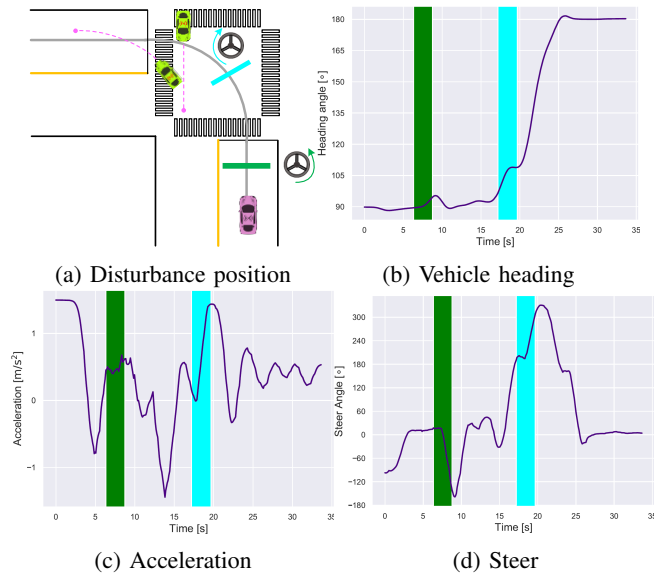 180
165
150
135
120
105
90
Heading angle [°]
0 5 10 15 20 25 30 35
Time [s]
(a) Disturbance position
(b) Vehicle heading
1
0
−1
Acceleration [m/s²]
0 5 10 15 20 25 30 35
Time [s]
360
300
240
180
120
60
0
−60
−120
−180
Steer Angle [°]
0 5 10 15 20 25 30 35
Time [s]
(c) Acceleration
(d) Steer